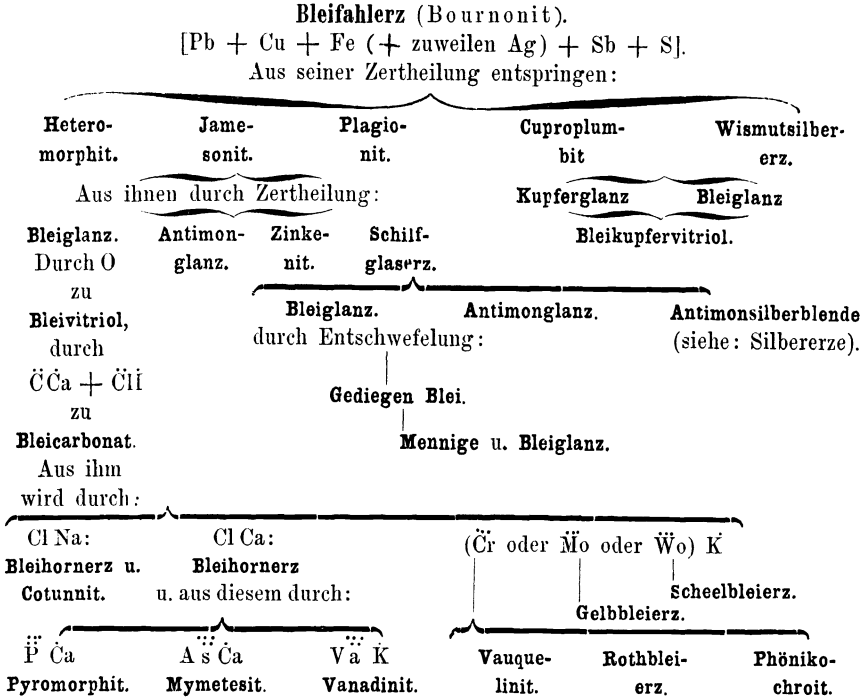 Bleifahlerz (Bournonit).
[Pb + Cu + Fe (+ zuweilen Ag) + Sb + S].
Aus seiner Zertheilung entspringen:
Hetero- Jame- Plagio- Cuproplum- Wismutsilber-
morphit. sonit. nit. bit erz.
Aus ihnen durch Zertheilung: Kupferglanz Bleiglanz
Bleiglanz. Antimon- Zinke- Schilf- Bleikupfervitriol.
Durch O glanz. nit. glaserz.
zu
Bleiglanz. Antimonglanz. Antimonsilberblende
Bleivitriol, durch Entschwefelung: (siehe: Silbererze).
durch
C̈Ċa + C̈Ḣ
Gediegen Blei.
zu
Bleicarbonat. Mennige u. Bleiglanz.
Aus ihm
wird durch:
Cl Na: Cl Ca: (C⃛r oder M⃛o oder W⃛o) K̇
Bleihornerz u. Bleihornerz
Cotunnit. u. aus diesem durch: Scheelbleierz.
Gelbbleierz.
P Ċa As Ċa Va K̇ Vauque- Rothblei- Phöniko-
Pyromorphit. Mymetesit. Vanadinit. linit. erz. chroit.